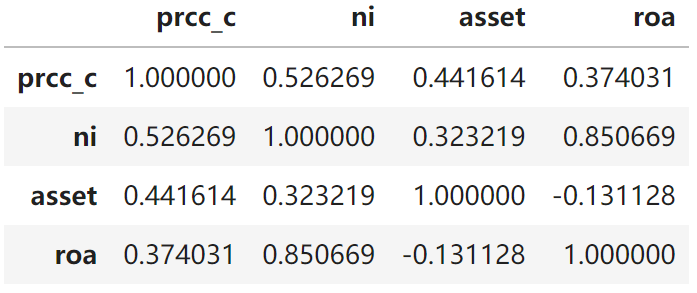 prcc_c ni asset roa
prcc_c 1.000000 0.526269 0.441614 0.374031
ni 0.526269 1.000000 0.323219 0.850669
asset 0.441614 0.323219 1.000000 -0.131128
roa 0.374031 0.850669 -0.131128 1.000000